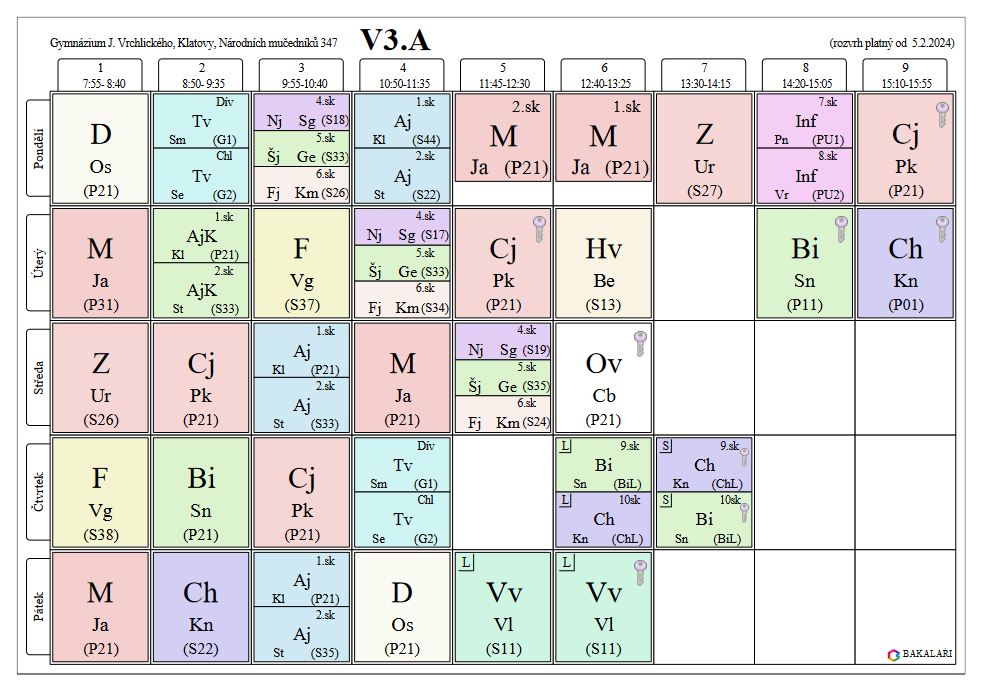 Gymnázium J. Vrchlického, Klatovy, Národních mučedníků 347 V3.A (rozvrh platný od 5.2.2024)
1 2 3 4 5 6 7 8 9
7:55- 8:40 8:50- 9:35 9:55-10:40 10:50-11:35 11:45-12:30 12:40-13:25 13:30-14:15 14:20-15:05 15:10-15:55
Pondělí
D
Os
(P21)
Dív
Tv
Sm (G1)
Chl
Tv
Se (G2)
4.sk
Nj Sg (S18)
5.sk
Šj Ge (S33)
6.sk
Fj Km (S26)
1.sk
Aj
Kl (S44)
2.sk
Aj
St (S22)
2.sk
M
Ja (P21)
1.sk
M
Ja (P21)
Z
Ur
(S27)
7.sk
Inf
Pn (PU1)
8.sk
Inf
Vr (PU2)
Cj
Pk
(P21)
Úterý
M
Ja
(P31)
1.sk
AjK
Kl (P21)
2.sk
AjK
St (S33)
F
Vg
(S37)
4.sk
Nj Sg (S17)
5.sk
Šj Ge (S33)
6.sk
Fj Km (S34)
Cj
Pk
(P21)
Hv
Be
(S13)
Bi
Sn
(P11)
Ch
Kn
(P01)
Středa
Z
Ur
(S26)
Cj
Pk
(P21)
1.sk
Aj
Kl (P21)
2.sk
Aj
St (S33)
M
Ja
(P21)
4.sk
Nj Sg (S19)
5.sk
Šj Ge (S35)
6.sk
Fj Km (S24)
Ov
Cb
(P21)
Čtvrtek
F
Vg
(S38)
Bi
Sn
(P21)
Cj
Pk
(P21)
Dív
Tv
Sm (G1)
Chl
Tv
Se (G2)
L 9.sk
Bi
Sn (BiL)
L 10sk
Ch
Kn (ChL)
S 9.sk
Ch
Kn (ChL)
S 10sk
Bi
Sn (BiL)
Pátek
M
Ja
(P21)
Ch
Kn
(S22)
1.sk
Aj
Kl (P21)
2.sk
Aj
St (S35)
D
Os
(P21)
L
Vv
Vl
(S11)
L
Vv
Vl
(S11)
BAKALARI